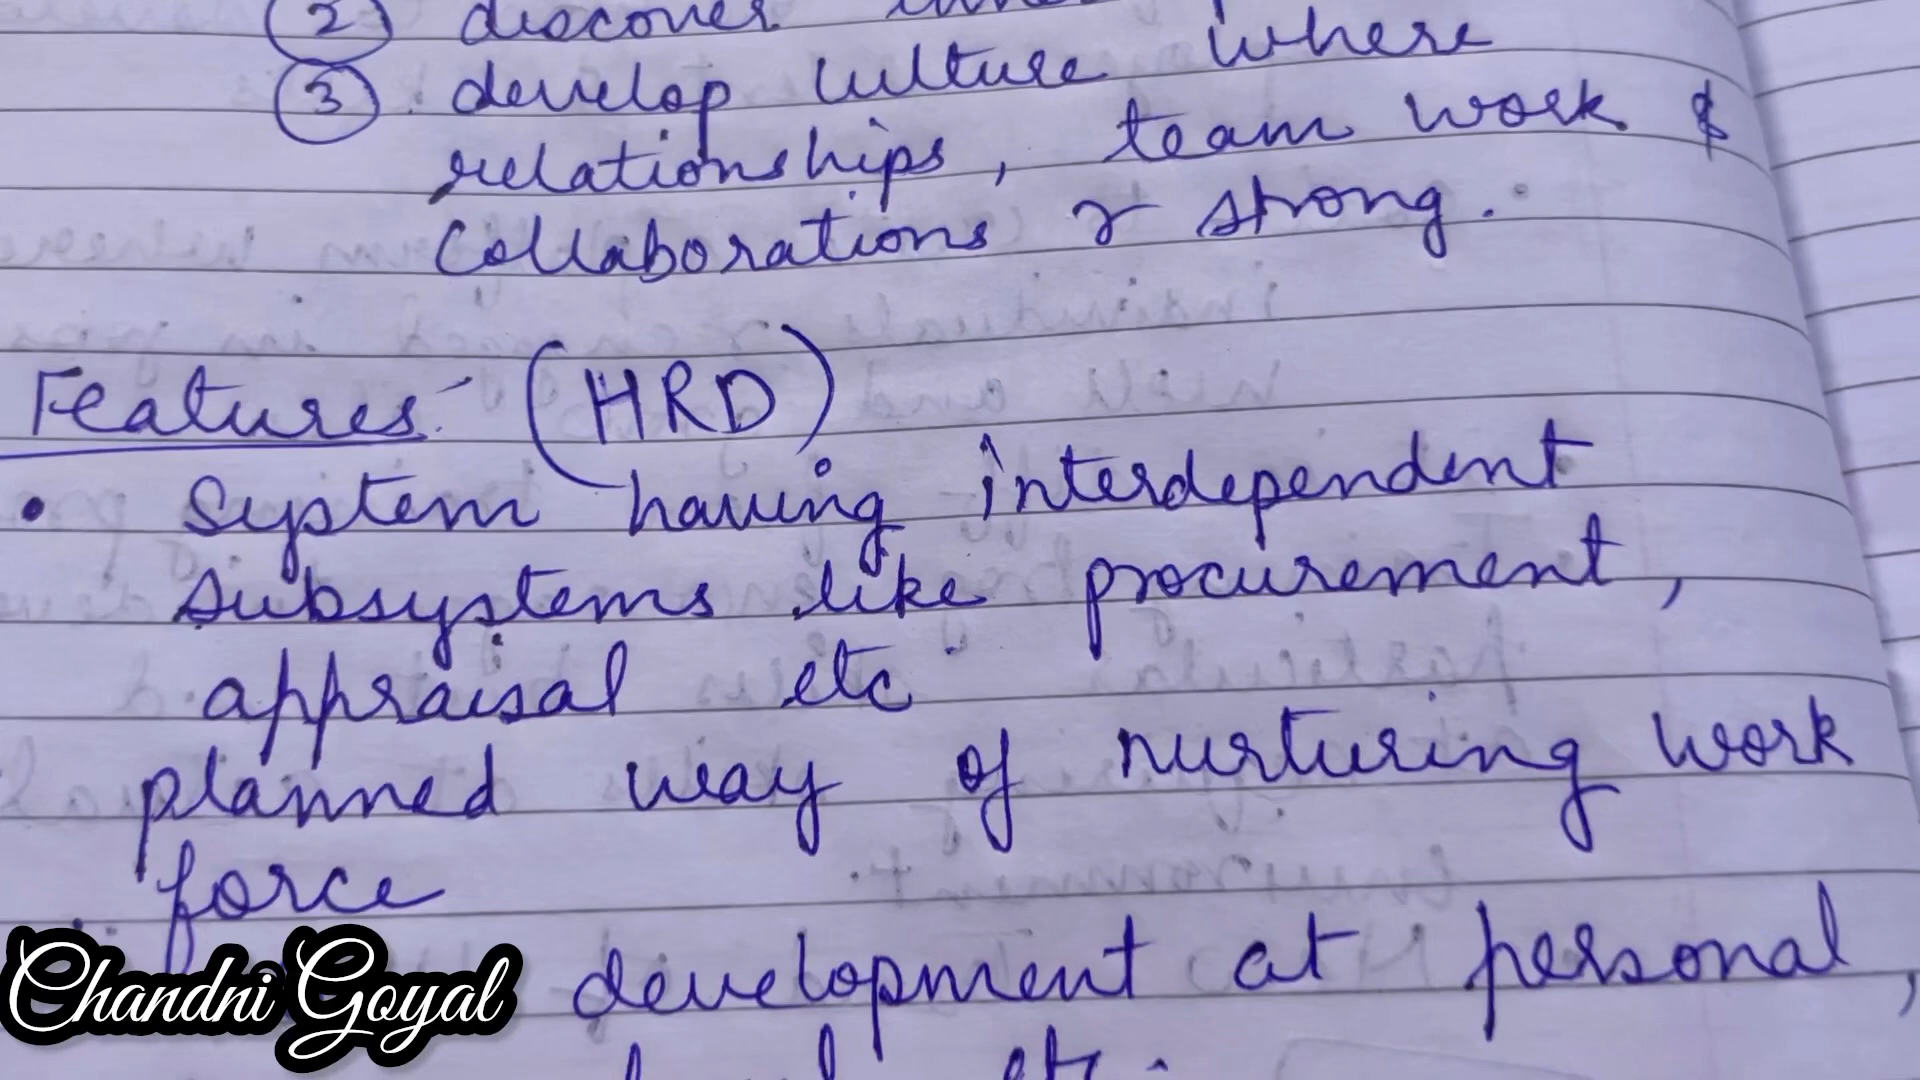 2 discover
3 develop culture where
relationships, team work &
Collaborations r strong.
Features:- (HRD)
• System having interdependent
subsystems like procurement,
appraisal etc
planned way of nurturing work
force
development at personal,
etc.
Chandni Goyal